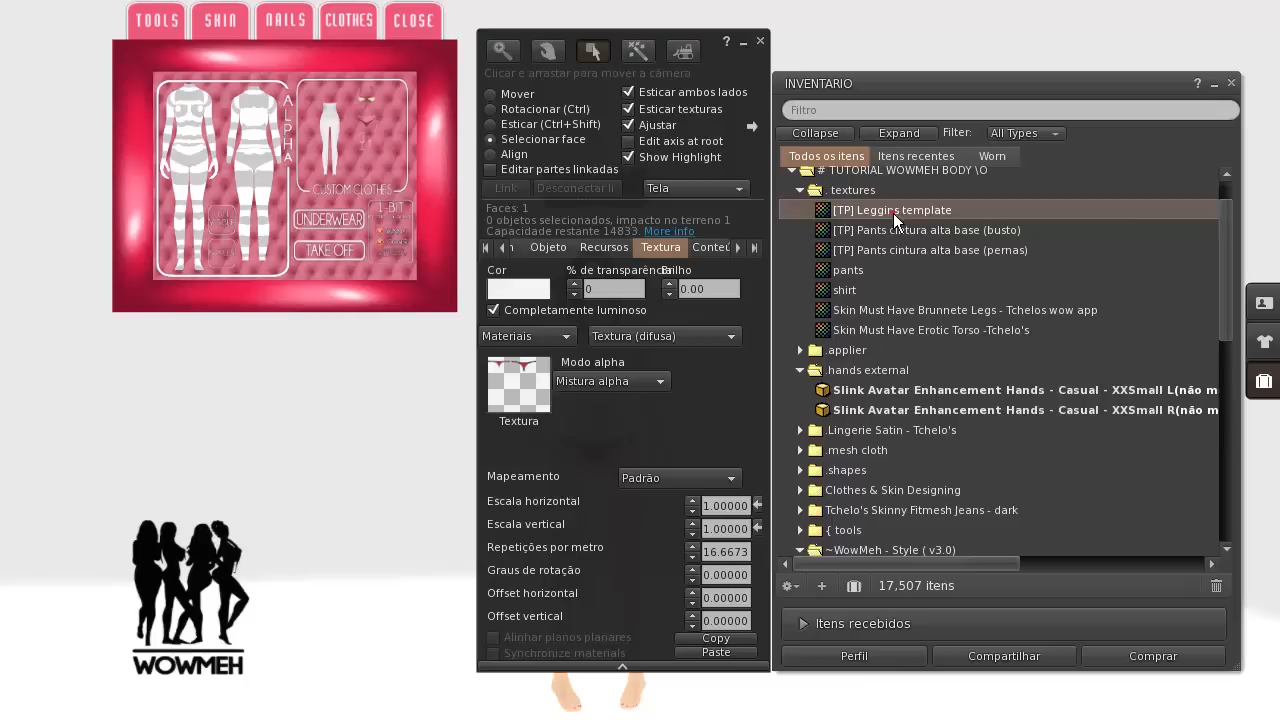 TOOLS SKIN NAILS CLOTHES CLOSE
ALPHA
CUSTOM CLOTHES
UNDERWEAR
TAKE OFF
1-BIT
WOWMEH
? _ ×
Clicar e arrastar para mover a câmera
Mover
Rotacionar (Ctrl)
Esticar (Ctrl+Shift)
Selecionar face
Align
Editar partes linkadas
Esticar ambos lados
Esticar texturas
Ajustar
Edit axis at root
Show Highlight
Link Desconectar li Tela
Faces: 1
0 objetos selecionados, impacto no terreno 1
Capacidade restante 14833. More info
Objeto Recursos Textura Conteú
Cor % de transparência Brilho
0 0.00
Completamente luminoso
Materiais Textura (difusa)
Modo alpha
Mistura alpha
Textura
Mapeamento Padrão
Escala horizontal 1.00000
Escala vertical 1.00000
Repetições por metro 16.6673
Graus de rotação 0.00000
Offset horizontal 0.00000
Offset vertical 0.00000
Alinhar planos planares Copy
Synchronize materials Paste
INVENTARIO ? _ ×
Filtro
Collapse Expand Filter: All Types
Todos os itens Itens recentes Worn
# TUTORIAL WOWMEH BODY \O
. textures
[TP] Leggins template
[TP] Pants cintura alta base (busto)
[TP] Pants cintura alta base (pernas)
pants
shirt
Skin Must Have Brunnete Legs - Tchelos wow app
Skin Must Have Erotic Torso -Tchelo's
.applier
.hands external
Slink Avatar Enhancement Hands - Casual - XXSmall L(não m
Slink Avatar Enhancement Hands - Casual - XXSmall R(não m
.Lingerie Satin - Tchelo's
.mesh cloth
.shapes
Clothes & Skin Designing
Tchelo's Skinny Fitmesh Jeans - dark
{ tools
~WowMeh - Style ( v3.0)
17,507 itens
Itens recebidos
Perfil Compartilhar Comprar